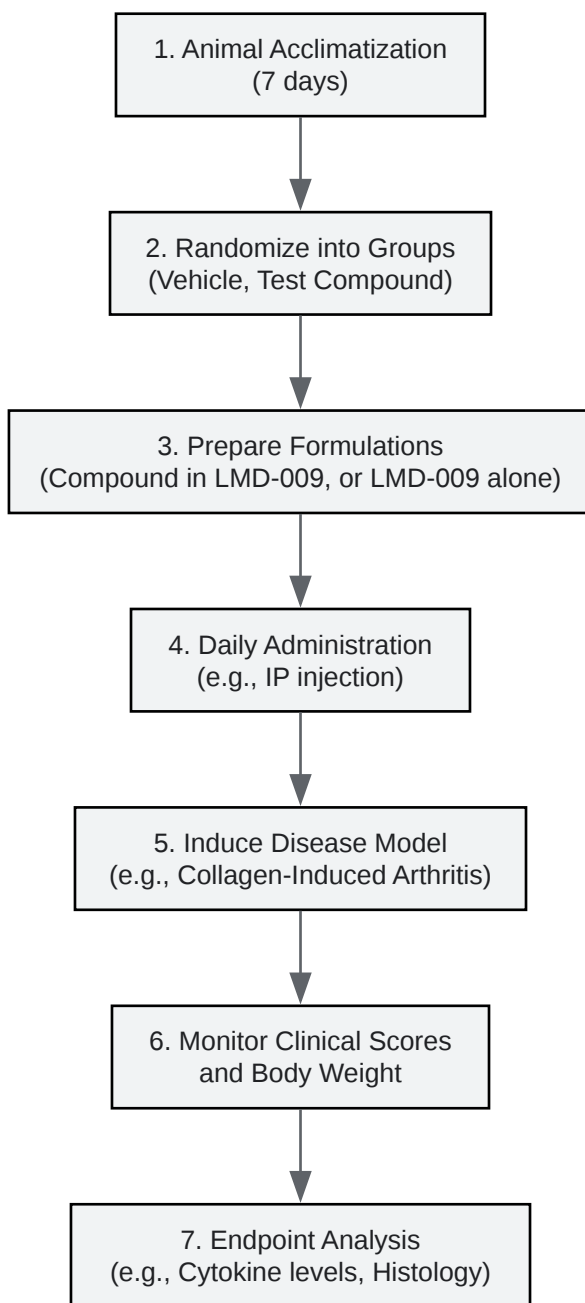 1. Animal Acclimatization
(7 days)
2. Randomize into Groups
(Vehicle, Test Compound)
3. Prepare Formulations
(Compound in LMD-009, or LMD-009 alone)
4. Daily Administration
(e.g., IP injection)
5. Induce Disease Model
(e.g., Collagen-Induced Arthritis)
6. Monitor Clinical Scores
and Body Weight
7. Endpoint Analysis
(e.g., Cytokine levels, Histology)